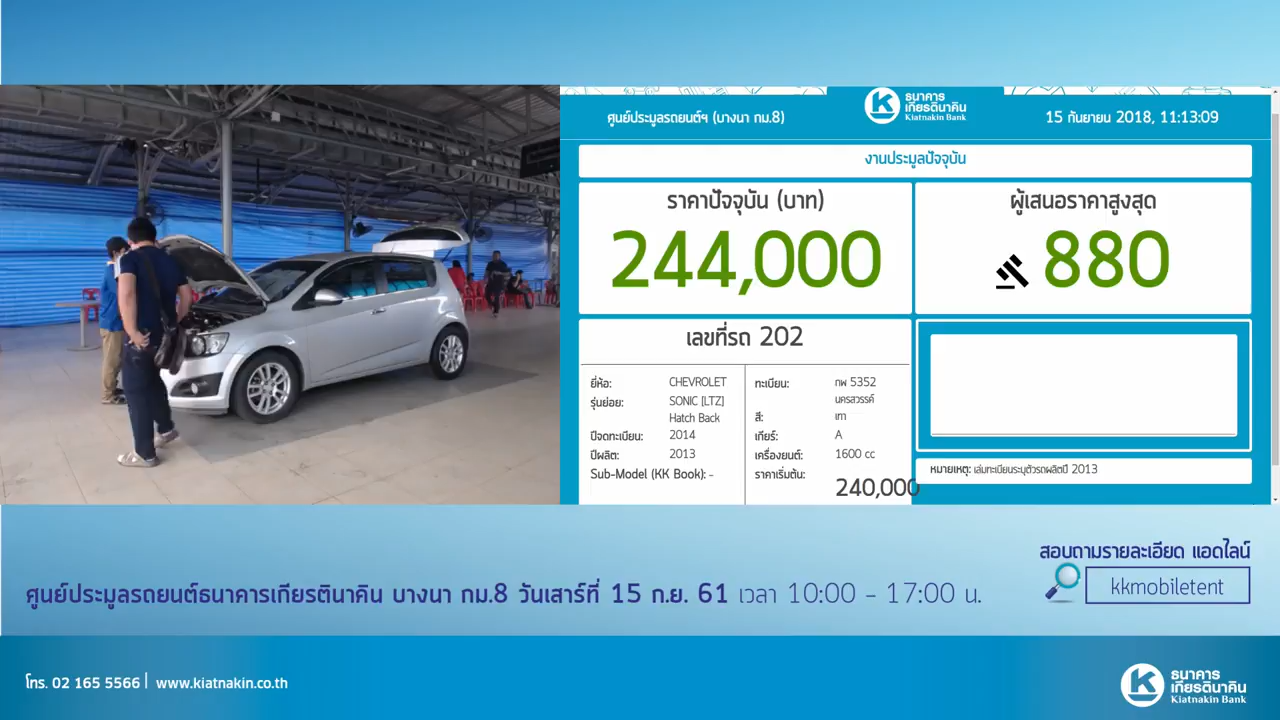 ศูนย์ประมูลรถยนต์ฯ (บางนา กม.8)
ธนาคาร
เกียรตินาคิน
Kiatnakin Bank
15 กันยายน 2018, 11:13:09
งานประมูลปัจจุบัน
ราคาปัจจุบัน (บาท)
244,000
ผู้เสนอราคาสูงสุด
880
เลขที่รถ 202
ยี่ห้อ: CHEVROLET
รุ่นย่อย: SONIC [LTZ]
Hatch Back
ปีจดทะเบียน: 2014
ปีผลิต: 2013
Sub-Model (KK Book): -
ทะเบียน: กพ 5352
นครสวรรค์
สี: เทา
เกียร์: A
เครื่องยนต์: 1600 cc
ราคาเริ่มต้น:
240,000
หมายเหตุ: เล่มทะเบียนระบุตัวรถผลิตปี 2013
สอบถามรายละเอียด แอดไลน์
kkmobiletent
ศูนย์ประมูลรถยนต์ธนาคารเกียรตินาคิน บางนา กม.8 วันเสาร์ที่ 15 ก.ย. 61 เวลา 10:00 - 17:00 น.
โทร. 02 165 5566 | www.kiatnakin.co.th
ธนาคาร
เกียรตินาคิน
Kiatnakin Bank